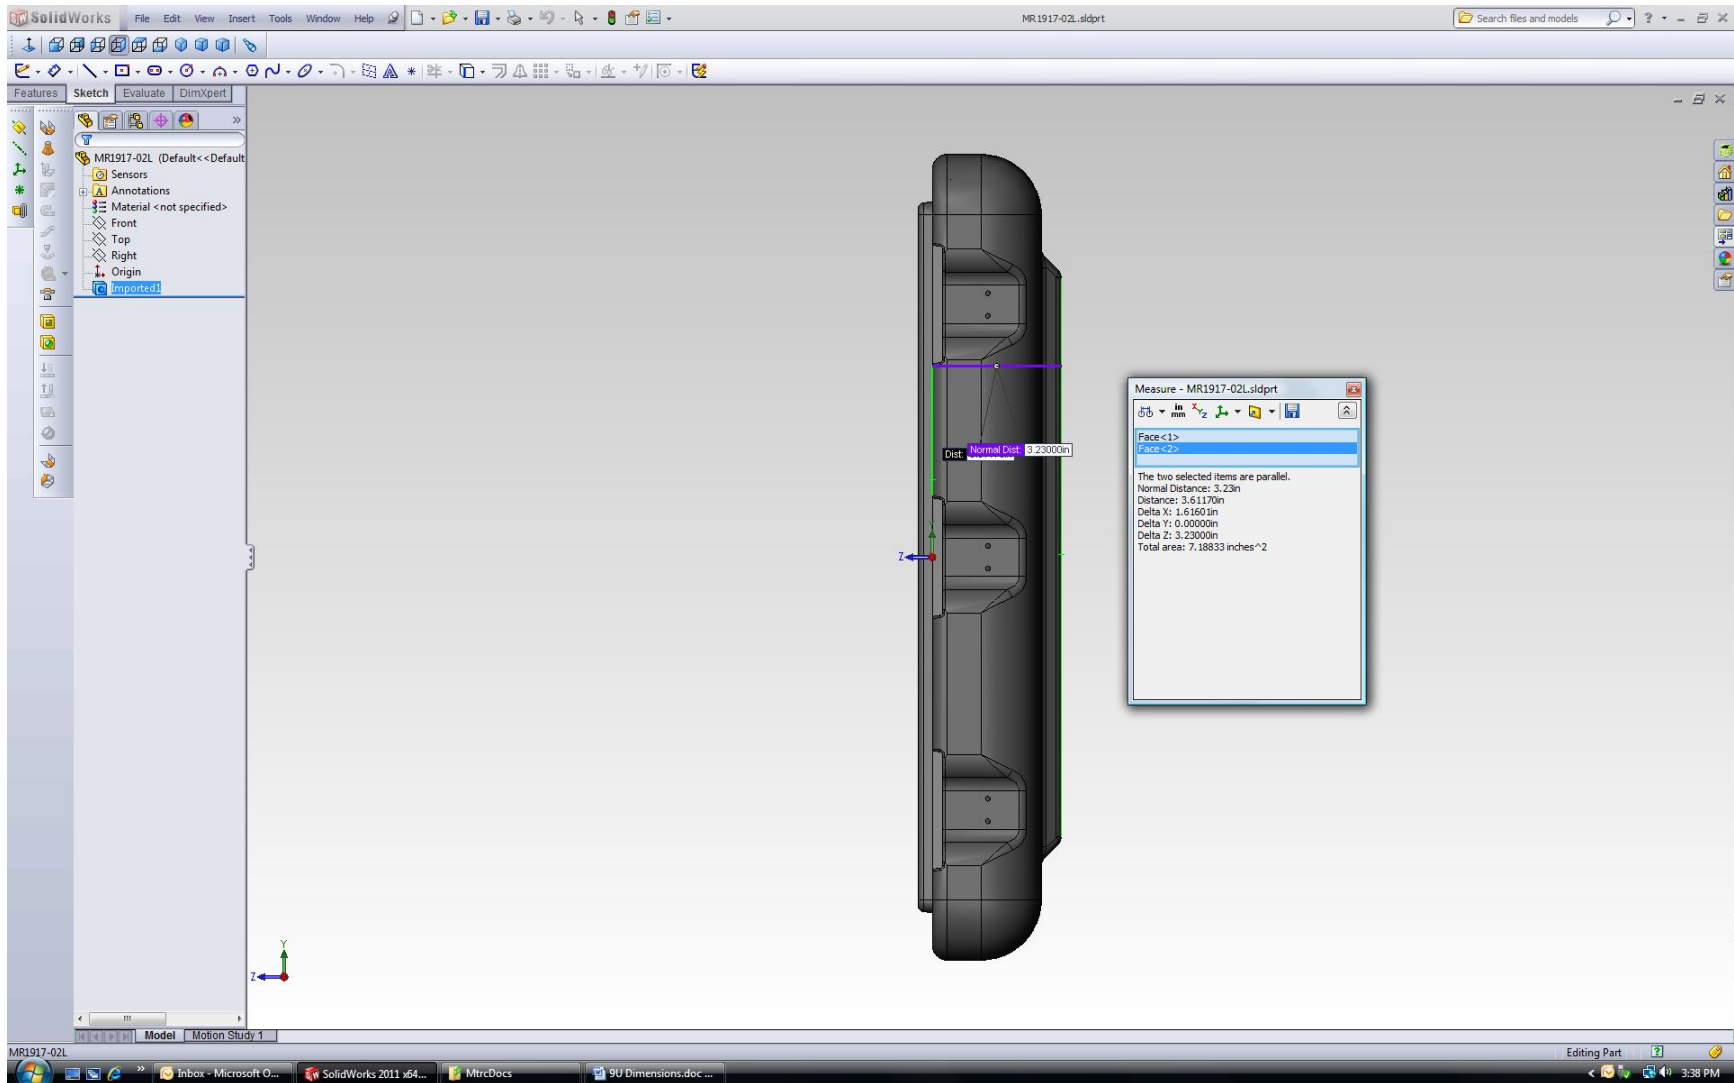 SolidWorks File Edit View Insert Tools Window Help MR1917-02L.sldprt Search files and models
Features Sketch Evaluate DimXpert
MR1917-02L (Default<<Default
Sensors
Annotations
Material <not specified>
Front
Top
Right
Origin
Imported1
Measure - MR1917-02L.sldprt
in
mm
XYZ
Face<1>
Face<2>
The two selected items are parallel.
Normal Distance: 3.23in
Distance: 3.61170in
Delta X: 1.61601in
Delta Y: 0.00000in
Delta Z: 3.23000in
Total area: 7.18833 inches^2
Dist: Normal Dist: 3.23000in
Y
Z
Y
Z
Model Motion Study 1
MR1917-02L Editing Part
Inbox - Microsoft O... SolidWorks 2011 x64... MtrcDocs 9U Dimensions.doc ... 3:38 PM